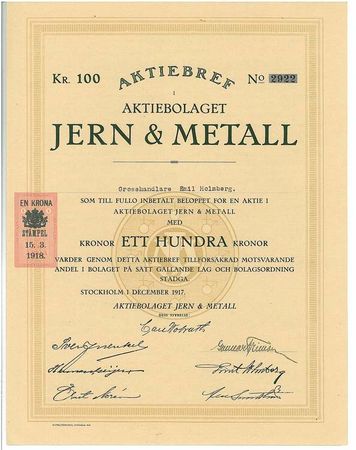 KR. 100 AKTIEBREF No 2922
I
AKTIEBOLAGET
JERN & METALL
Grosshandlare Emil Holmberg.
SOM TILL FULLO INBETALT BELOPPET FÖR EN AKTIE I
AKTIEBOLAGET JERN & METALL
MED
KRONOR ETT HUNDRA KRONOR
VARDER GENOM DETTA AKTIEBREF TILLFÖRSÄKRAD MOTSVARANDE
ANDEL I BOLAGET PÅ SÄTT GÄLLANDE LAG OCH BOLAGSORDNING
STADGA
STOCKHOLM I DECEMBER 1917.
AKTIEBOLAGET JERN & METALL
DESS STYRELSE
EN KRONA
STÄMPEL
15. 3.
1918.